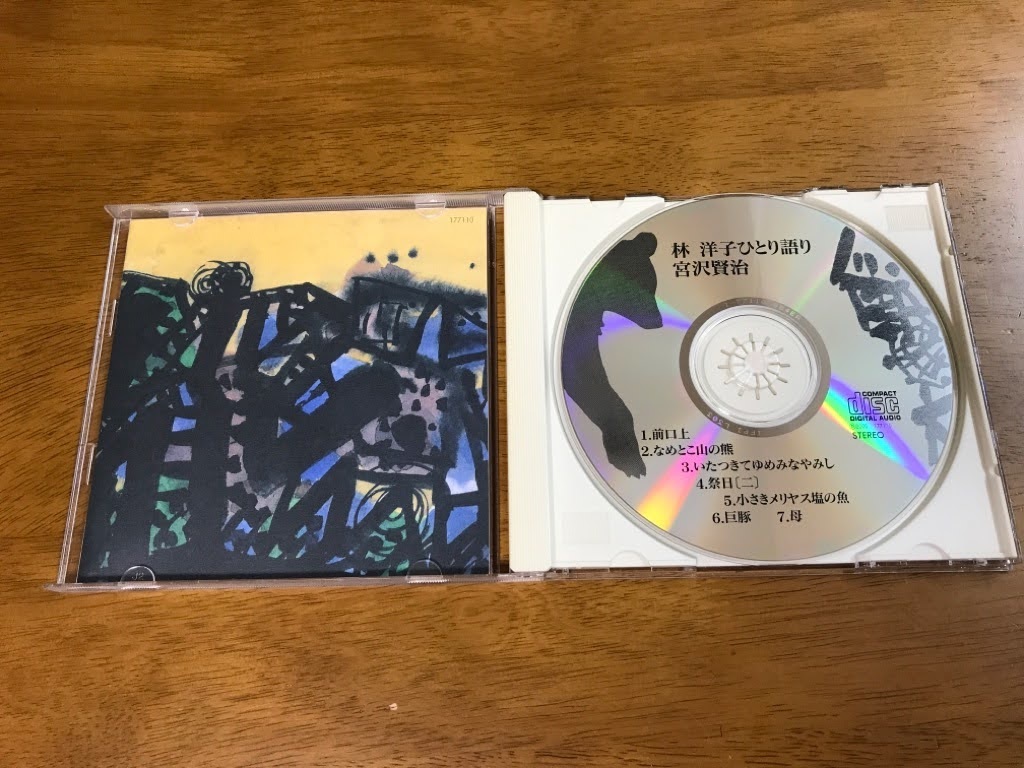 177110
林 洋子ひとり語り
宮沢賢治
COMPACT
disc
DIGITAL AUDIO
STEREO
1.前口上
2.なめとこ山の熊
3.いたつきてゆめみなやみし
4.祭日〔二〕
5.小さきメリヤス塩の魚
6.巨豚 7.母